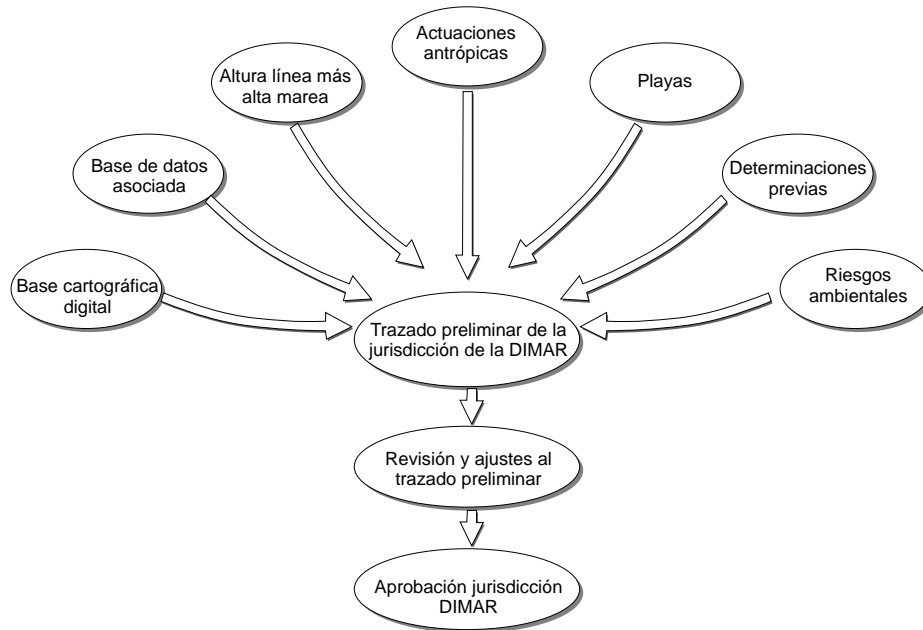 Actuaciones
antrópicas
Altura línea más
alta marea
Playas
Base de datos
asociada
Determinaciones
previas
Base cartográfica
digital
Riesgos
ambientales
Trazado preliminar de la
jurisdicción de la DIMAR
Revisión y ajustes al
trazado preliminar
Aprobación jurisdicción
DIMAR